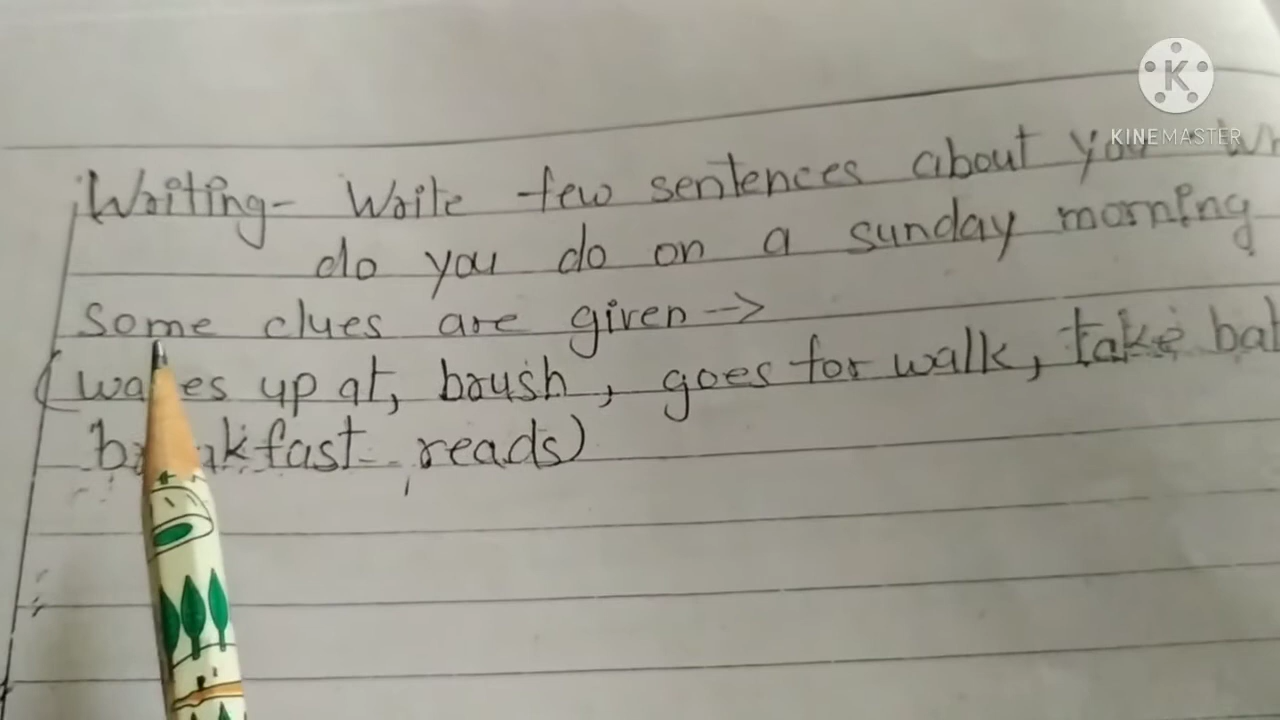 KINEMASTER
Writing- Write few sentences about you
do you do on a sunday morning
Some clues are given ->
up at, brush, goes for walk, take
reads)